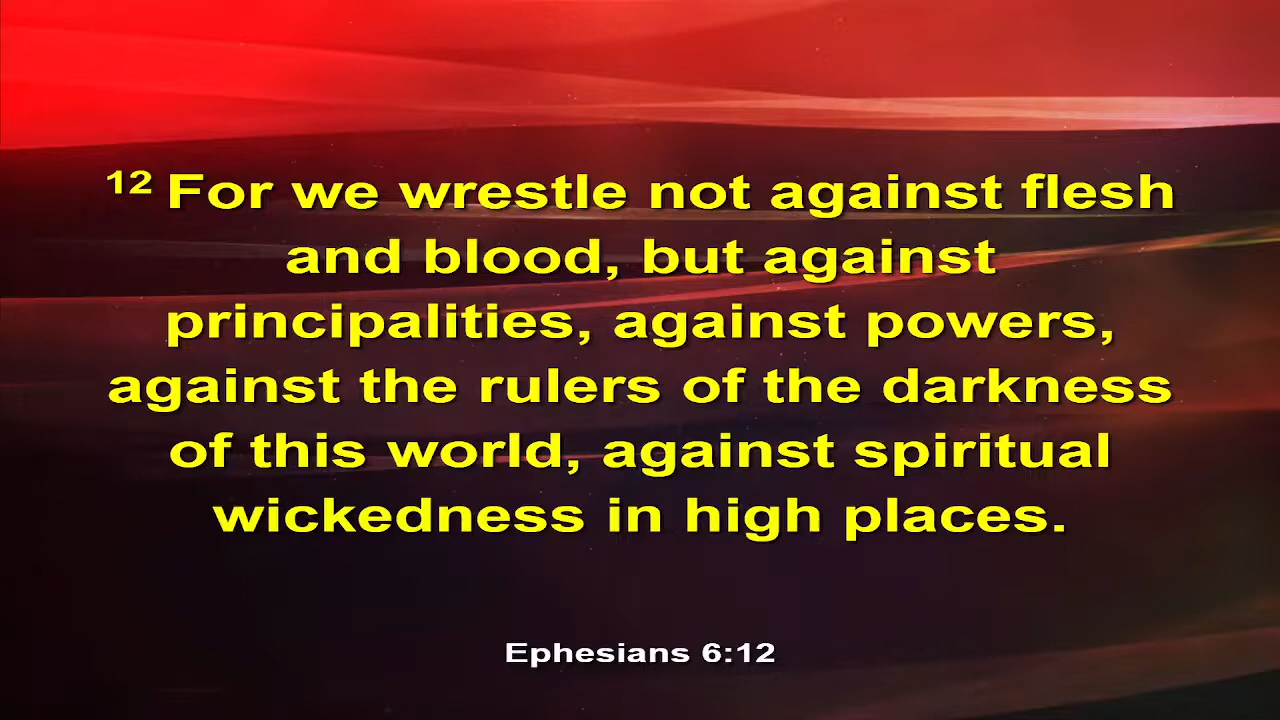 12 For we wrestle not against flesh
and blood, but against
principalities, against powers,
against the rulers of the darkness
of this world, against spiritual
wickedness in high places.
Ephesians 6:12